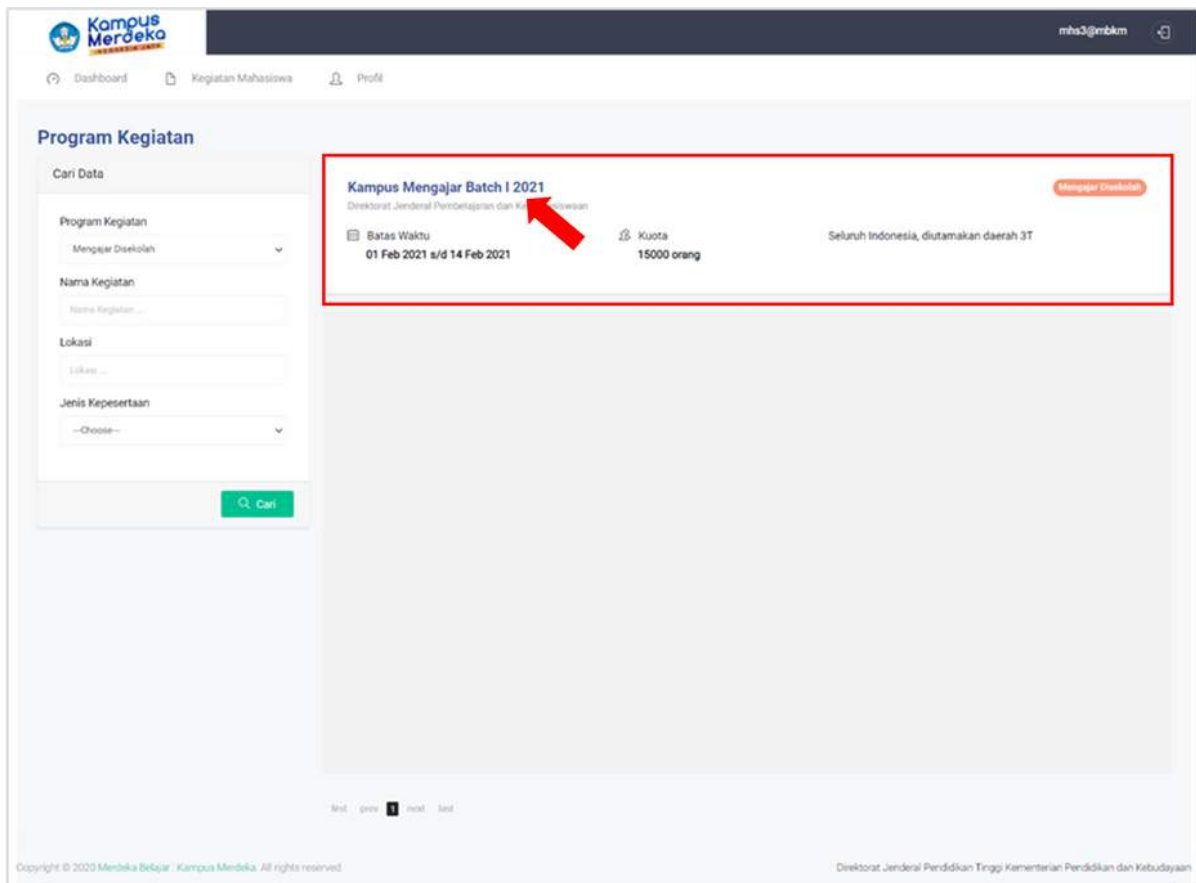 Kampus
Merdeka
INDONESIA JAYA
mhs3@mbkm
Dashboard
Kegiatan Mahasiswa
Profil
Program Kegiatan
Cari Data
Program Kegiatan
Mengajar Disekolah
Nama Kegiatan
Nama Kegiatan ...
Lokasi
Lokasi ...
Jenis Kepesertaan
---Choose---
Cari
Kampus Mengajar Batch I 2021
Mengajar Disekolah
Direktorat Jenderal Pembelajaran dan
Batas Waktu
01 Feb 2021 s/d 14 Feb 2021
Kuota
15000 orang
Seluruh Indonesia, diutamakan daerah 3T
first prev 1 next last
Copyright © 2020 Merdeka Belajar : Kampus Merdeka. All rights reserved.
Direktorat Jenderal Pendidikan Tinggi Kementerian Pendidikan dan Kebudayaan